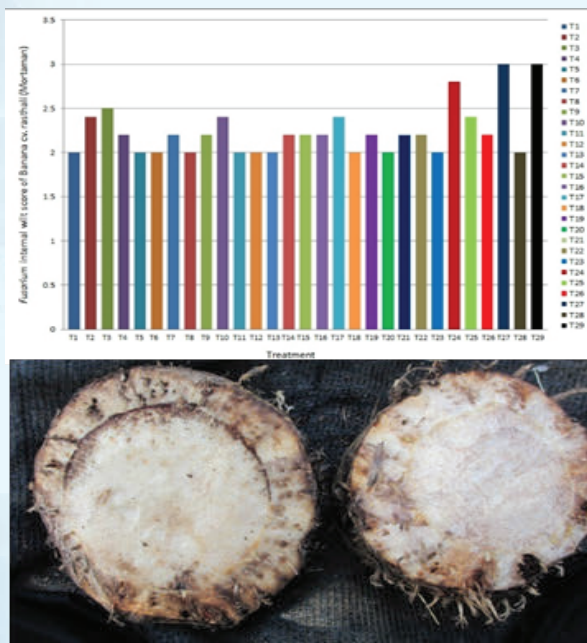 3.5
3
2.5
2
1.5
1
0.5
0
Fusarium internal wilt score of Banana cv. rasthali (Mortaman)
T1 T2 T3 T4 T5 T6 T7 T8 T9 T10 T11 T12 T13 T14 T15 T16 T17 T18 T19 T20 T21 T22 T23 T24 T25 T26 T27 T28 T29
Treatment
T1
T2
T3
T4
T5
T6
T7
T8
T9
T10
T11
T12
T13
T14
T15
T16
T17
T18
T19
T20
T21
T22
T23
T24
T25
T26
T27
T28
T29